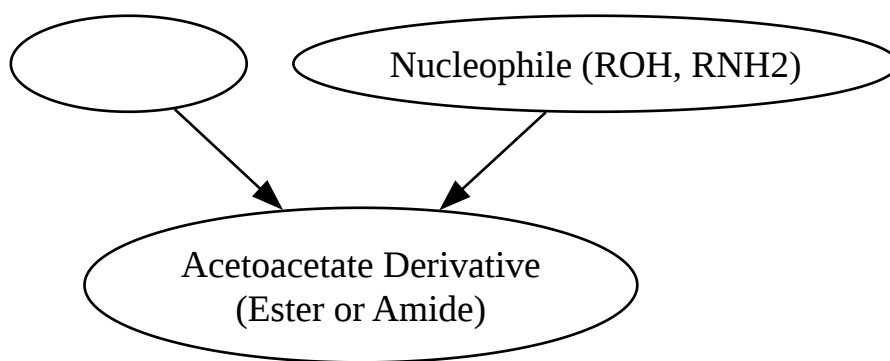 Nucleophile (ROH, RNH2)
Acetoacetate Derivative
(Ester or Amide)